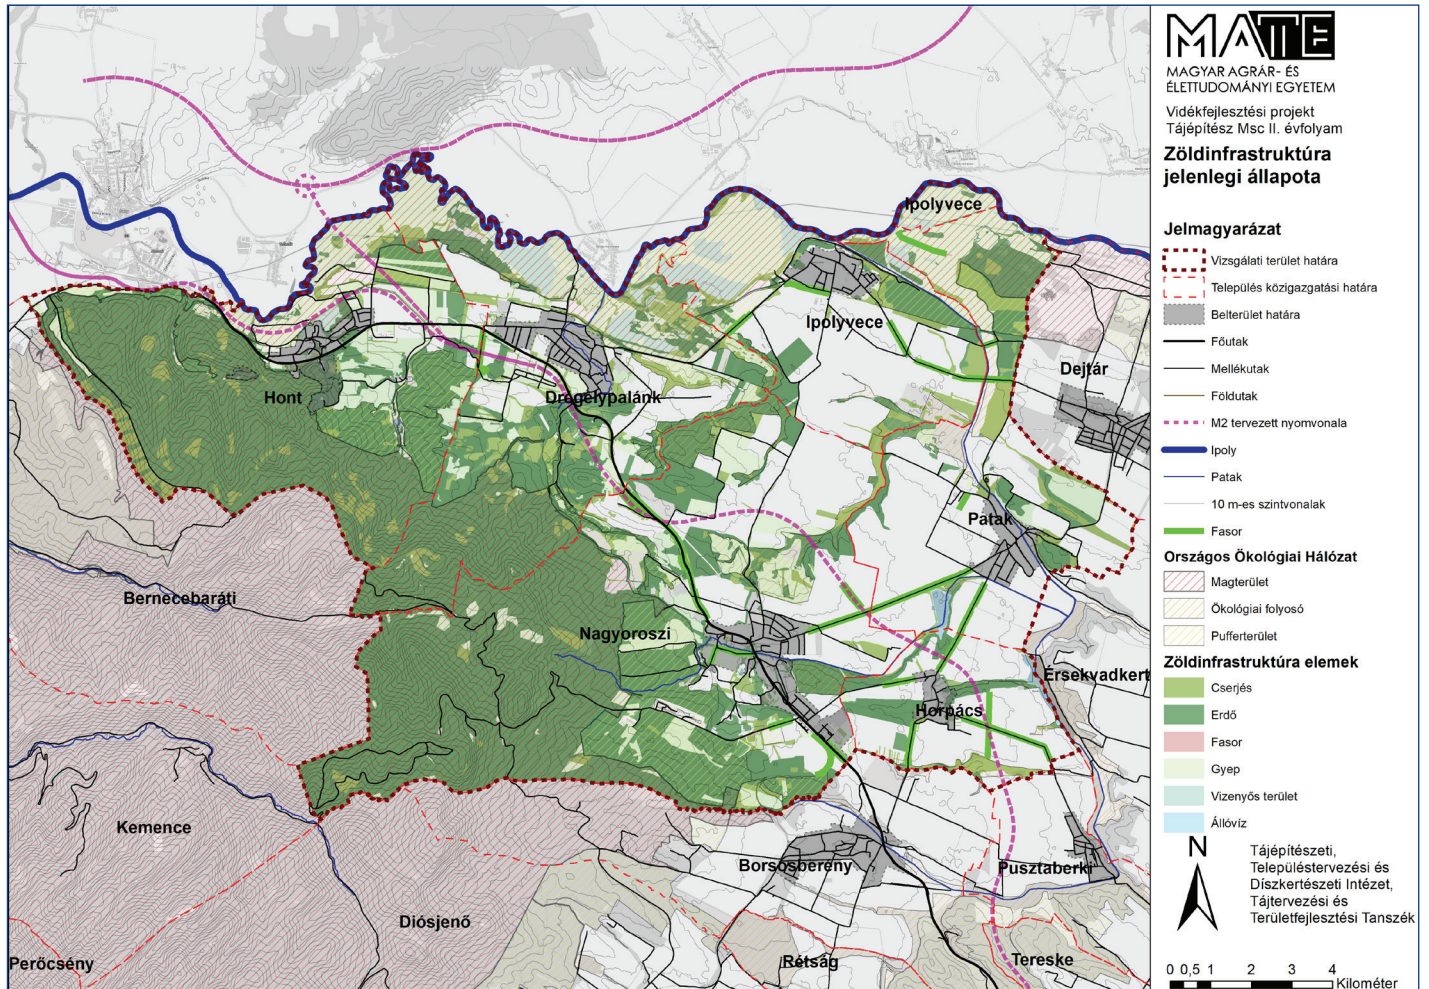 Ipolyvece
Ipolyvece
Dejtár
Hont
Drégelypalánk
Patak
Bernecebaráti
Nagyoroszi
Érsekvadkert
Horpács
Kemence
Borsosberény
Pusztaberki
Diósjenő
Perőcsény
Rétság
Tereske
MATE
MAGYAR AGRÁR- ÉS
ÉLETTUDOMÁNYI EGYETEM
Vidékfejlesztési projekt
Tájépítész Msc II. évfolyam
Zöldinfrastruktúra
jelenlegi állapota
Jelmagyarázat
Vizsgálati terület határa
Település közigazgatási határa
Belterület határa
Főutak
Mellékutak
Földutak
M2 tervezett nyomvonala
Ipoly
Patak
10 m-es szintvonalak
Fasor
Országos Ökológiai Hálózat
Magterület
Ökológiai folyosó
Pufferterület
Zöldinfrastruktúra elemek
Cserjés
Erdő
Fasor
Gyep
Vizenyős terület
Állóvíz
N
Tájépítészeti,
Településtervezési és
Díszkertészeti Intézet,
Tájtervezési és
Területfejlesztési Tanszék
0 0,5 1 2 3 4
Kilométer